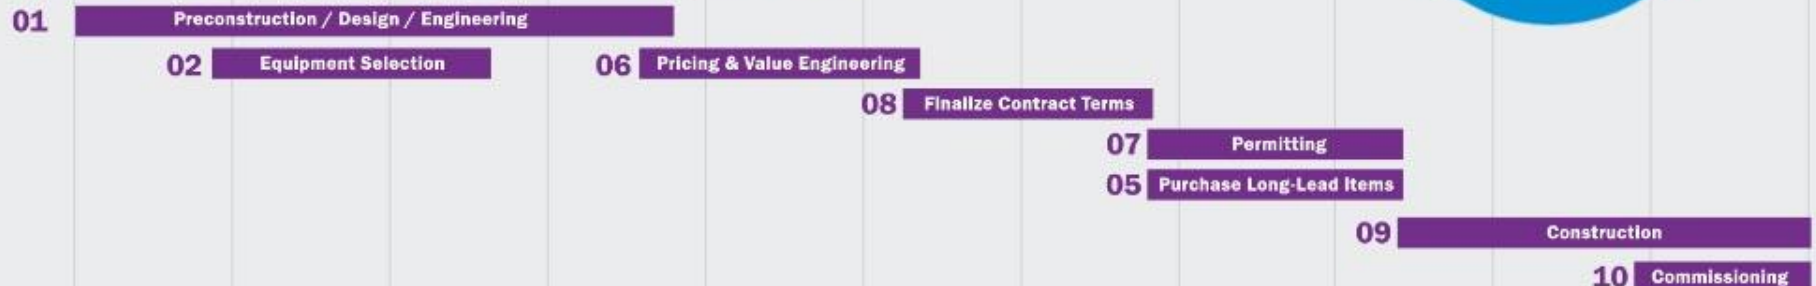 01 Preconstruction / Design / Engineering
02 Equipment Selection 06 Pricing & Value Engineering
08 Finalize Contract Terms
07 Permitting
05 Purchase Long-Lead Items
09 Construction
10 Commissioning